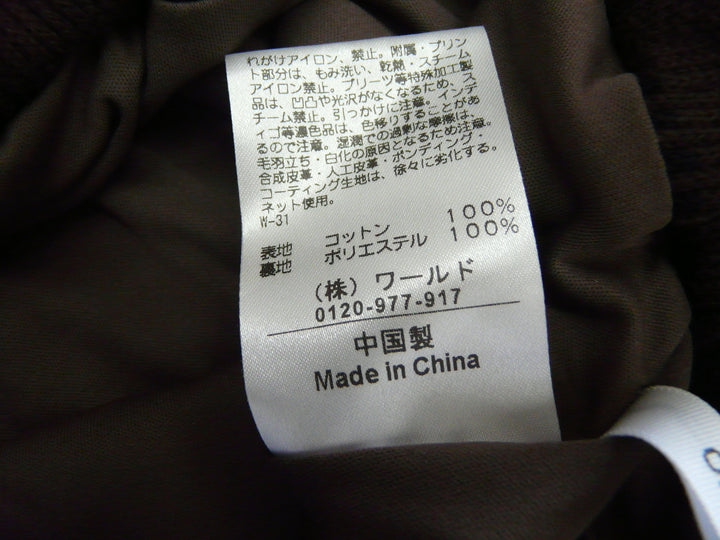 れがけアイロン、禁止。附属・プリン
ト部分は、もみ洗い、乾熱・スチーム
アイロン禁止。プリーツ等特殊加工製
品は、凹凸や光沢がなくなるため、ス
チーム禁止。引っかけに注意。インデ
ィゴ等濃色品は、色移りすることがあ
るので注意。湿潤での過剰な摩擦は、
毛羽立ち・白化の原因となるため注意。
合成皮革・人工皮革・ボンディング・
コーティング生地は、徐々に劣化する。
ネット使用。
W-31
表地 コットン 100%
裏地 ポリエステル 100%
(株) ワールド
0120-977-917
中国製
Made in China